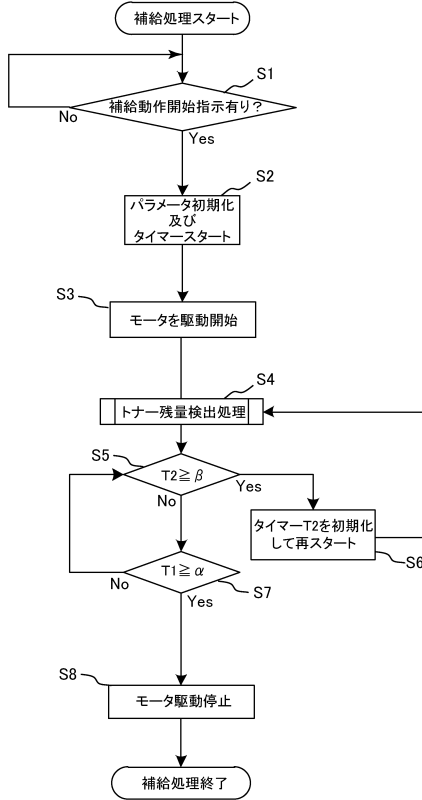 補給処理スタート
S1
補給動作開始指示有り？
No
Yes
S2
パラメータ初期化
及び
タイマースタート
S3
モータを駆動開始
S4
トナー残量検出処理
S5
T2≧β
Yes
No
タイマーT2を初期化
して再スタート
S6
T1≧α
No
S7
Yes
S8
モータ駆動停止
補給処理終了